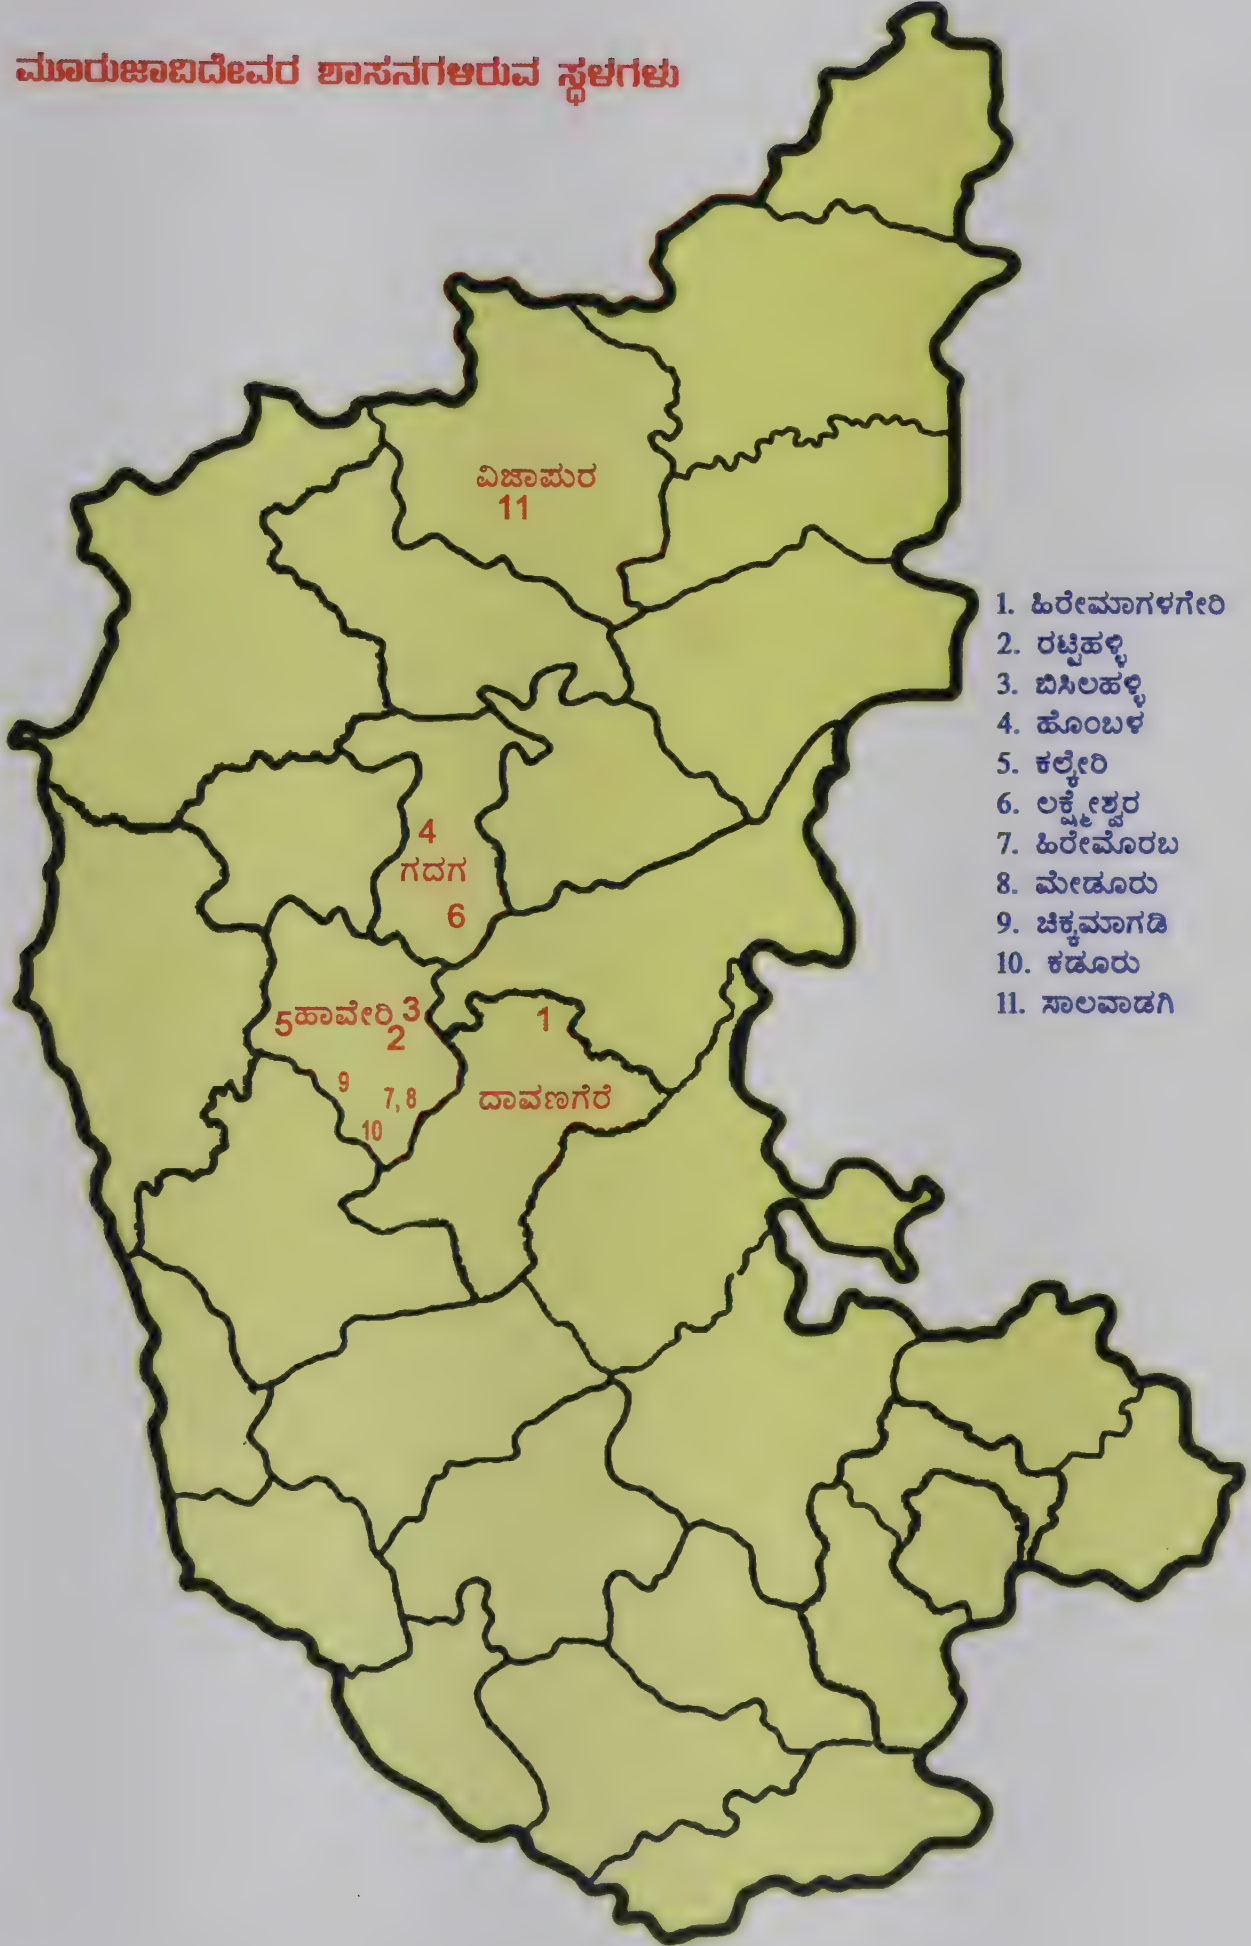 ಮೂರುಜಾವಿದೇವರ ಶಾಸನಗಳಿರುವ ಸ್ಥಳಗಳು
ವಿಜಾಪುರ
11
1. ಹಿರೇಮಾಗಳಗೇರಿ
2. ರಟ್ಟಿಹಳ್ಳಿ
3. ಬಿಸಿಲಹಳ್ಳಿ
4. ಹೊಂಬಳ
5. ಕಲ್ಕೇರಿ
6. ಲಕ್ಷ್ಮೇಶ್ವರ
7. ಹಿರೇಮೊರಬ
8. ಮೇಡೂರು
9. ಚಿಕ್ಕಮಾಗಡಿ
10. ಕಡೂರು
11. ಸಾಲವಾಡಗಿ
4
ಗದಗ
6
5 ಹಾವೇರಿ 3
2
1
9
7, 8
10
ದಾವಣಗೆರೆ